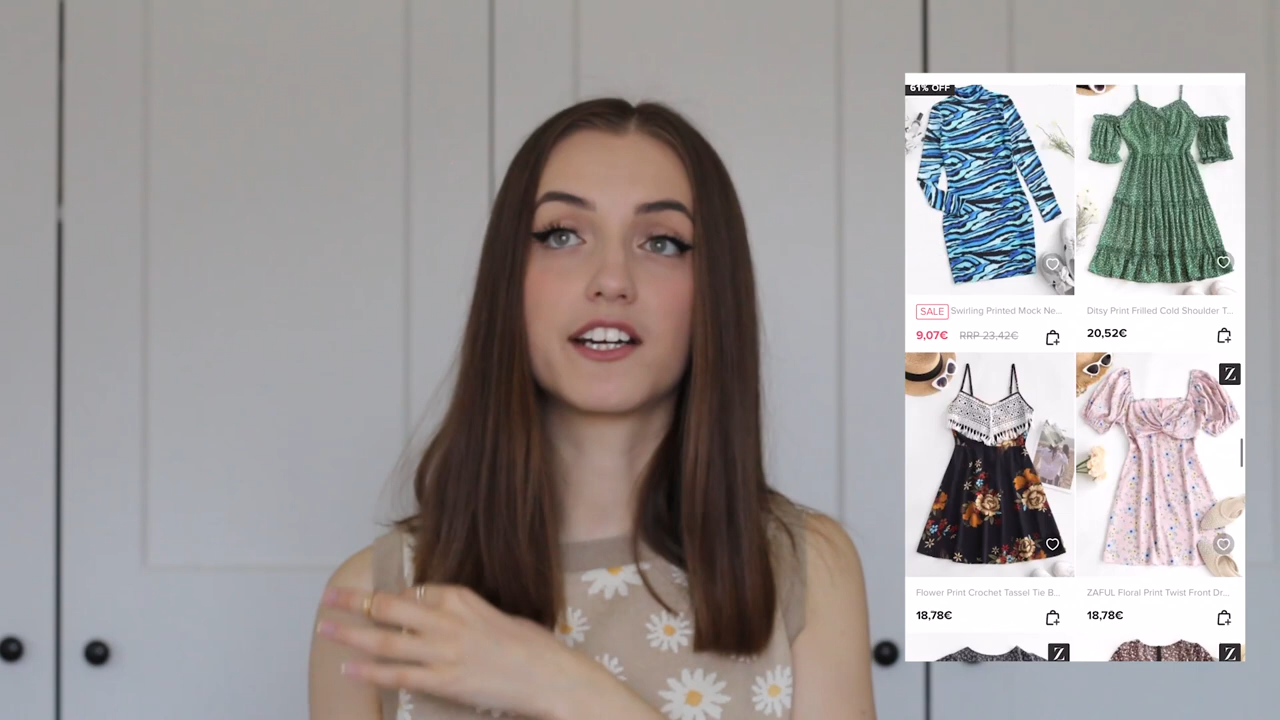 61% OFF
SALE Swirling Printed Mock Ne...
9,07€ RRP 23,42€
Ditsy Print Frilled Cold Shoulder T...
20,52€
Z
Flower Print Crochet Tassel Tie B...
18,78€
ZAFUL Floral Print Twist Front Dr...
18,78€
Z
Z